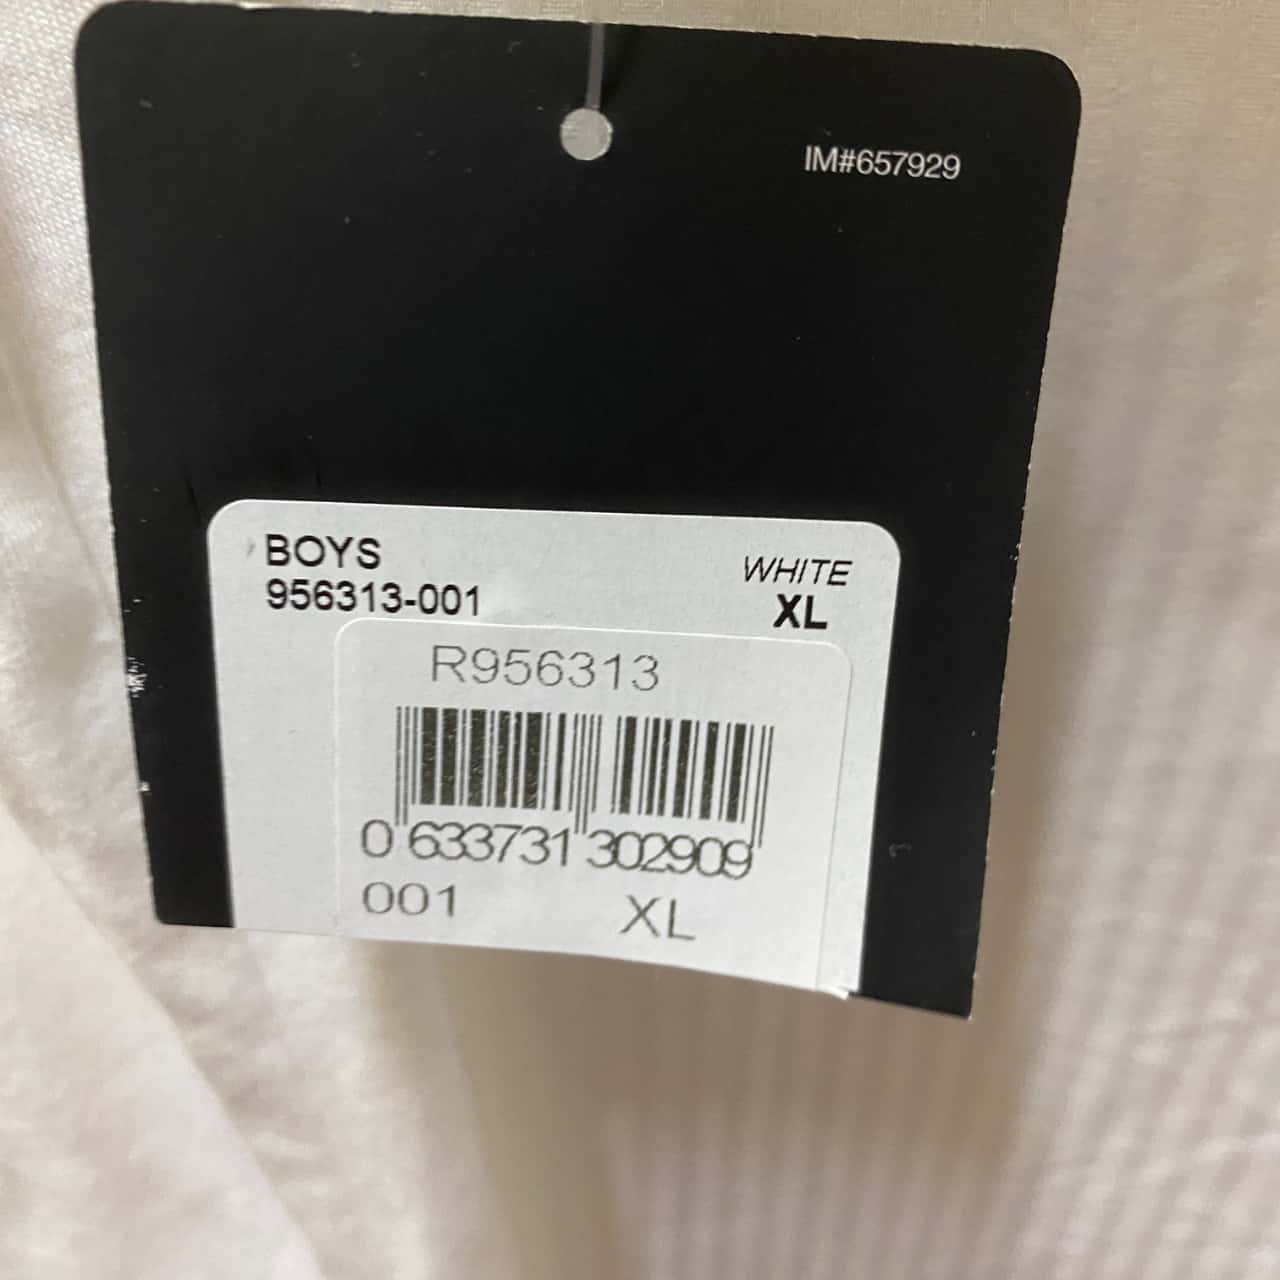 IM#657929
BOYS
956313-001
WHITE
XL
R956313
0 633731 302909
001 XL